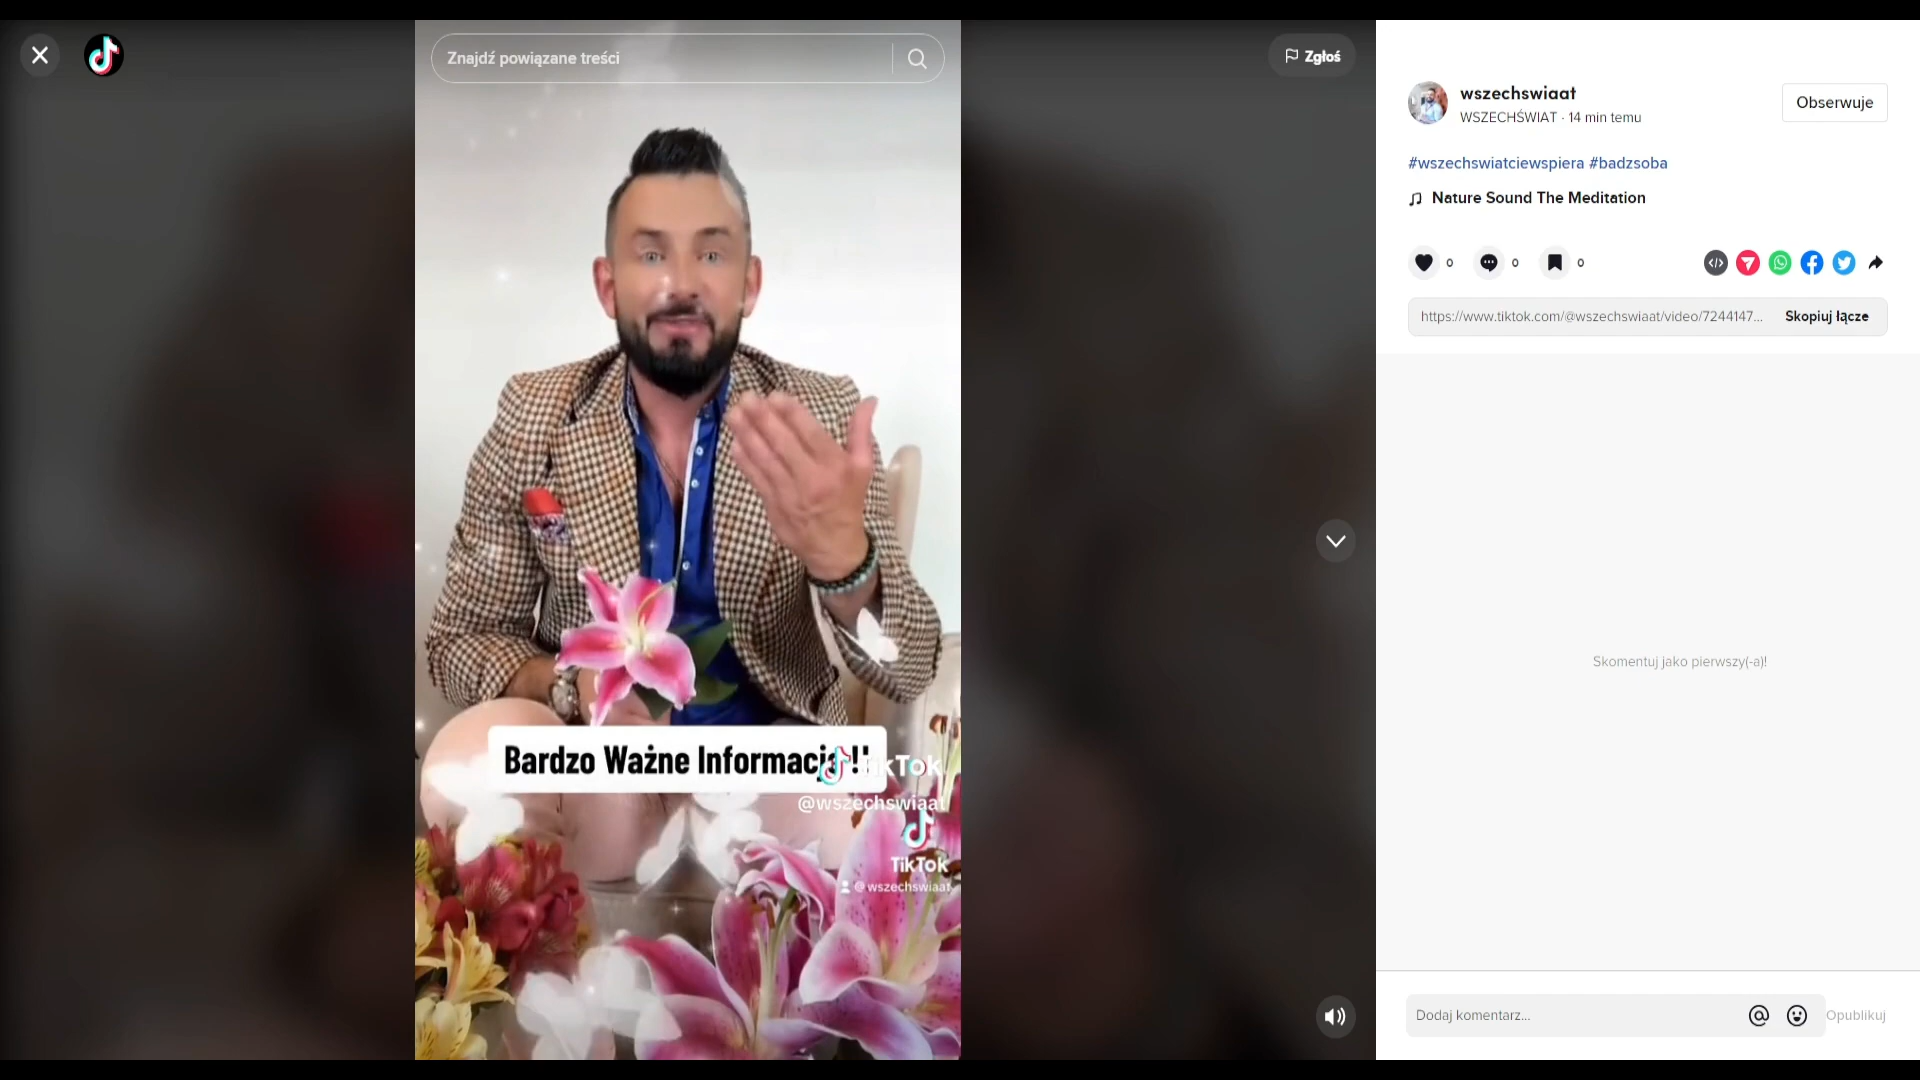 Znajdź powiązane treści
Zgłoś
Bardzo Ważne Informacje!!
TikTok
@wszechswiaat
TikTok
@wszechswiaat
wszechswiaat
WSZECHŚWIAT · 14 min temu
Obserwuje
#wszechswiatciewspiera #badzsoba
Nature Sound The Meditation
0 0 0
https://www.tiktok.com/@wszechswiaat/video/7244147...
Skopiuj łącze
Skomentuj jako pierwszy(-a)!
Dodaj komentarz...
Opublikuj